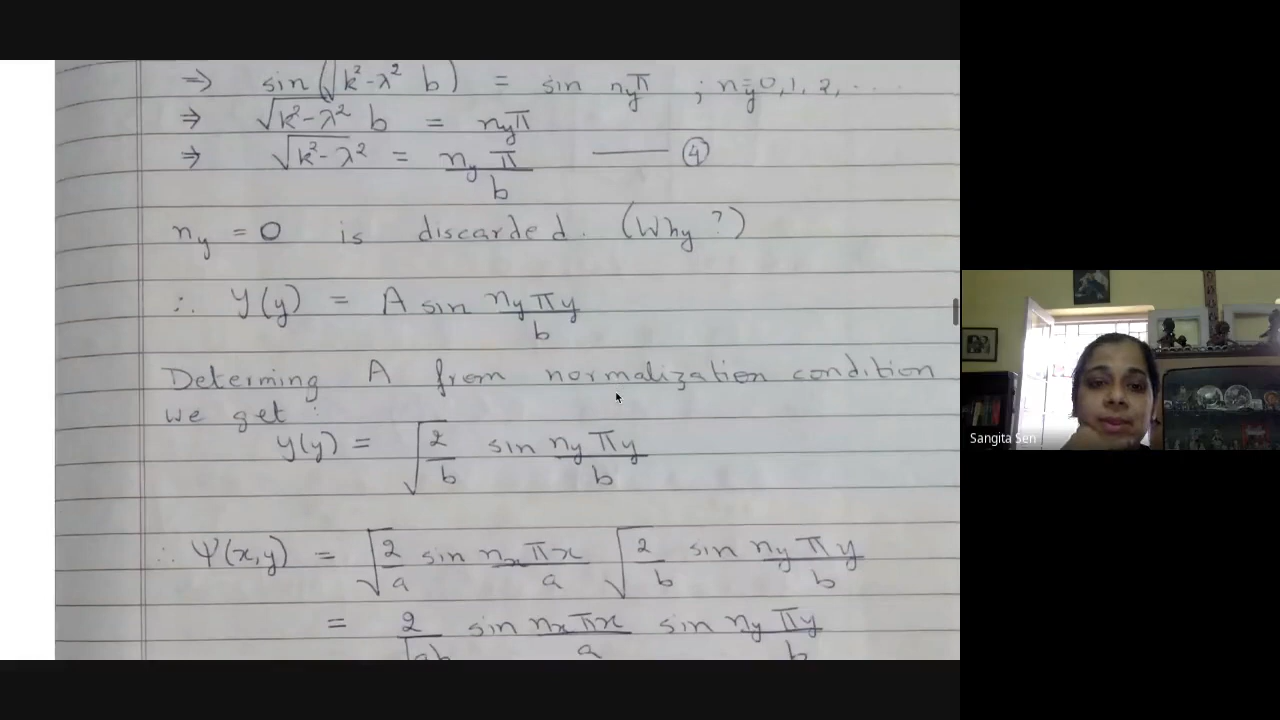 ⇒ sin(√k²-λ² b) = sin n_yπ ; n_y=0,1,2,....
⇒ √k²-λ² b = n_yπ
⇒ √k²-λ² = n_yπ/b —— ④
n_y = 0 is discarded. (Why?)
∴ Y(y) = A sin n_yπy/b
Determing A from normalization condition
we get :
Y(y) = √2/b sin n_yπy/b
∴ Ψ(x,y) = √2/a sin n_xπx/a √2/b sin n_yπy/b
= 2/√ab sin n_xπx/a sin n_yπy/b
Sangita Sen